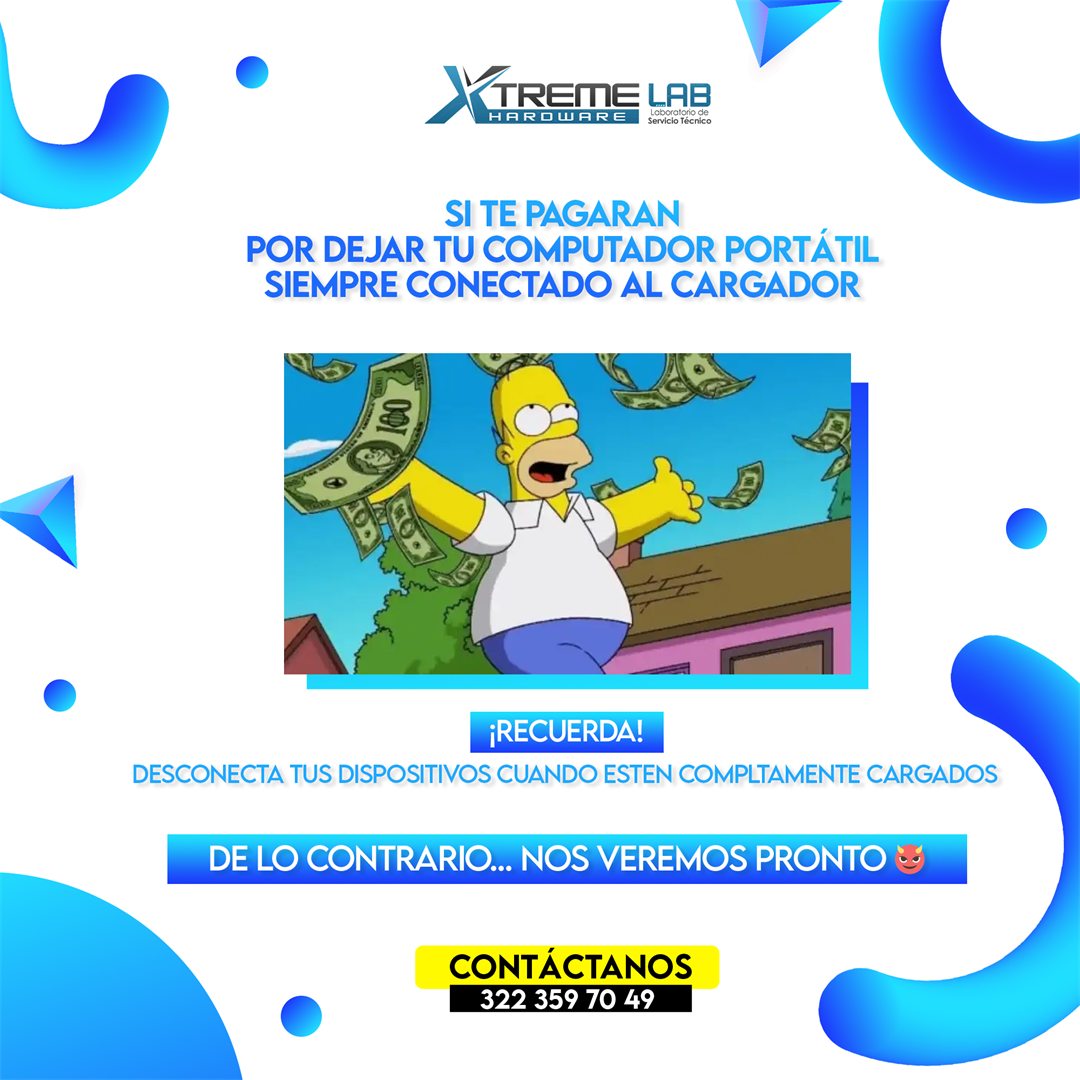 XTREME LAB
HARDWARE
Laboratorio de
Servicio Técnico
SI TE PAGARAN
POR DEJAR TU COMPUTADOR PORTÁTIL
SIEMPRE CONECTADO AL CARGADOR
100
¡RECUERDA!
DESCONECTA TUS DISPOSITIVOS CUANDO ESTEN COMPLTAMENTE CARGADOS
DE LO CONTRARIO... NOS VEREMOS PRONTO 😈
CONTÁCTANOS
322 359 70 49